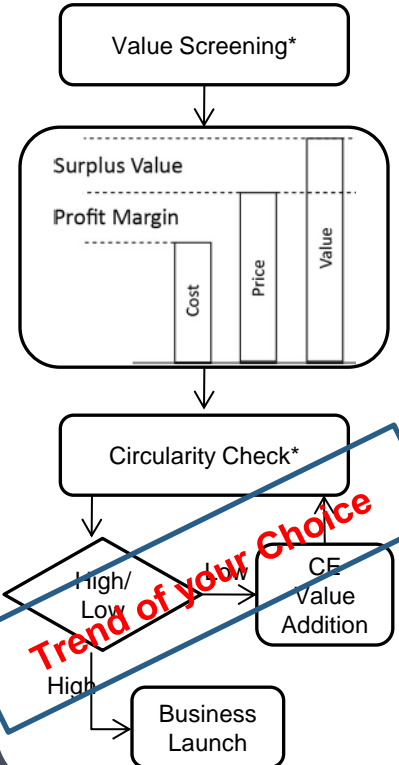 Value Screening*
Surplus Value
Profit Margin
Cost
Price
Value
Circularity Check*
High/
Low
Low
CE
Value
Addition
Trend of your Choice
High
Business
Launch